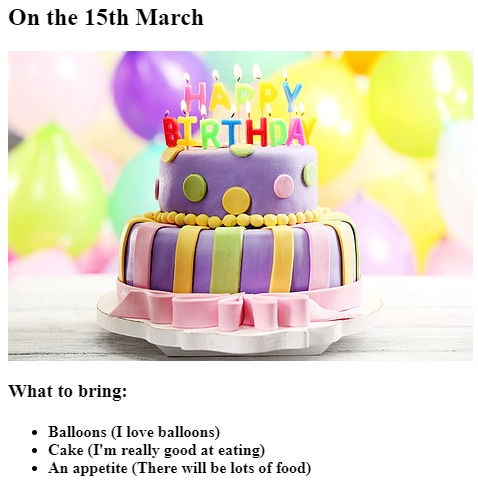 On the 15th March
HAPPY
BIRTHDAY
What to bring:
Balloons (I love balloons)
Cake (I'm really good at eating)
An appetite (There will be lots of food)